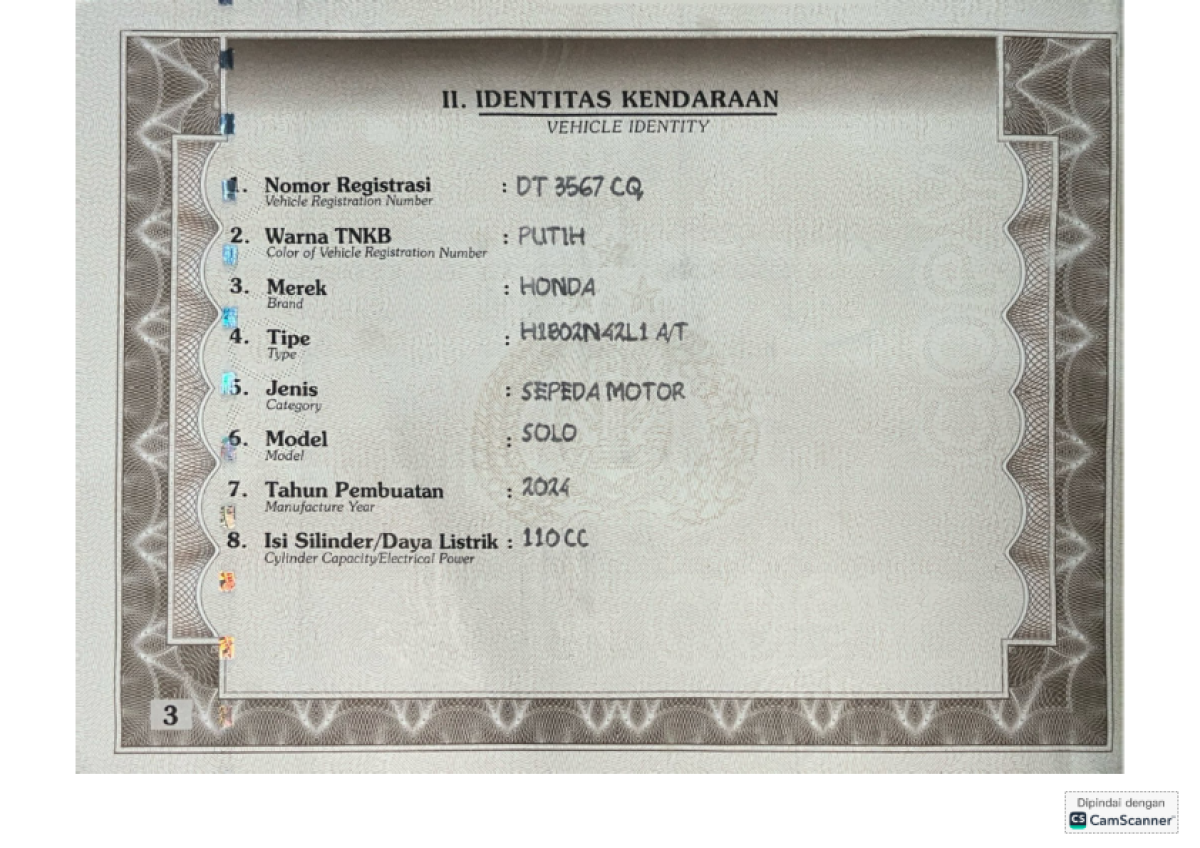 II. IDENTITAS KENDARAAN
VEHICLE IDENTITY
1. Nomor Registrasi : DT 3567 CQ
Vehicle Registration Number
2. Warna TNKB : PUTIH
Color of Vehicle Registration Number
3. Merek : HONDA
Brand
4. Tipe : H1B02N42L1 A/T
Type
5. Jenis : SEPEDA MOTOR
Category
6. Model : SOLO
Model
7. Tahun Pembuatan : 2024
Manufacture Year
8. Isi Silinder/Daya Listrik : 110 CC
Cylinder Capacity/Electrical Power
3
Dipindai dengan
CS CamScanner